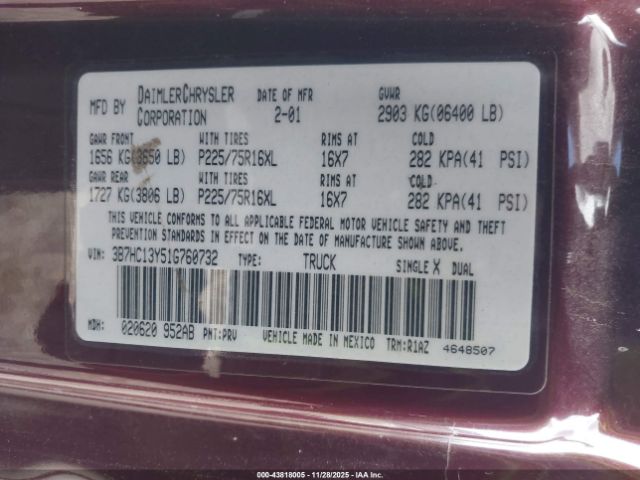 MFD BY DAIMLERCHRYSLER CORPORATION DATE OF MFR 2-01 GVWR 2903 KG(06400 LB)
GAWR FRONT WITH TIRES RIMS AT COLD
1656 KG(3650 LB) P225/75R16XL 16X7 282 KPA(41 PSI)
GAWR REAR WITH TIRES RIMS AT COLD
1727 KG(3806 LB) P225/75R16XL 16X7 282 KPA(41 PSI)
THIS VEHICLE CONFORMS TO ALL APPLICABLE FEDERAL MOTOR VEHICLE SAFETY AND THEFT
PREVENTION STANDARDS IN EFFECT ON THE DATE OF MANUFACTURE SHOWN ABOVE.
VIN: 3B7HC13Y51G760732 TYPE: TRUCK SINGLE X DUAL
MDH: 020620 952AB PNT:PRV VEHICLE MADE IN MEXICO TRM:R1AZ 4648507
000-43818005 - 11/28/2025 - IAA Inc.